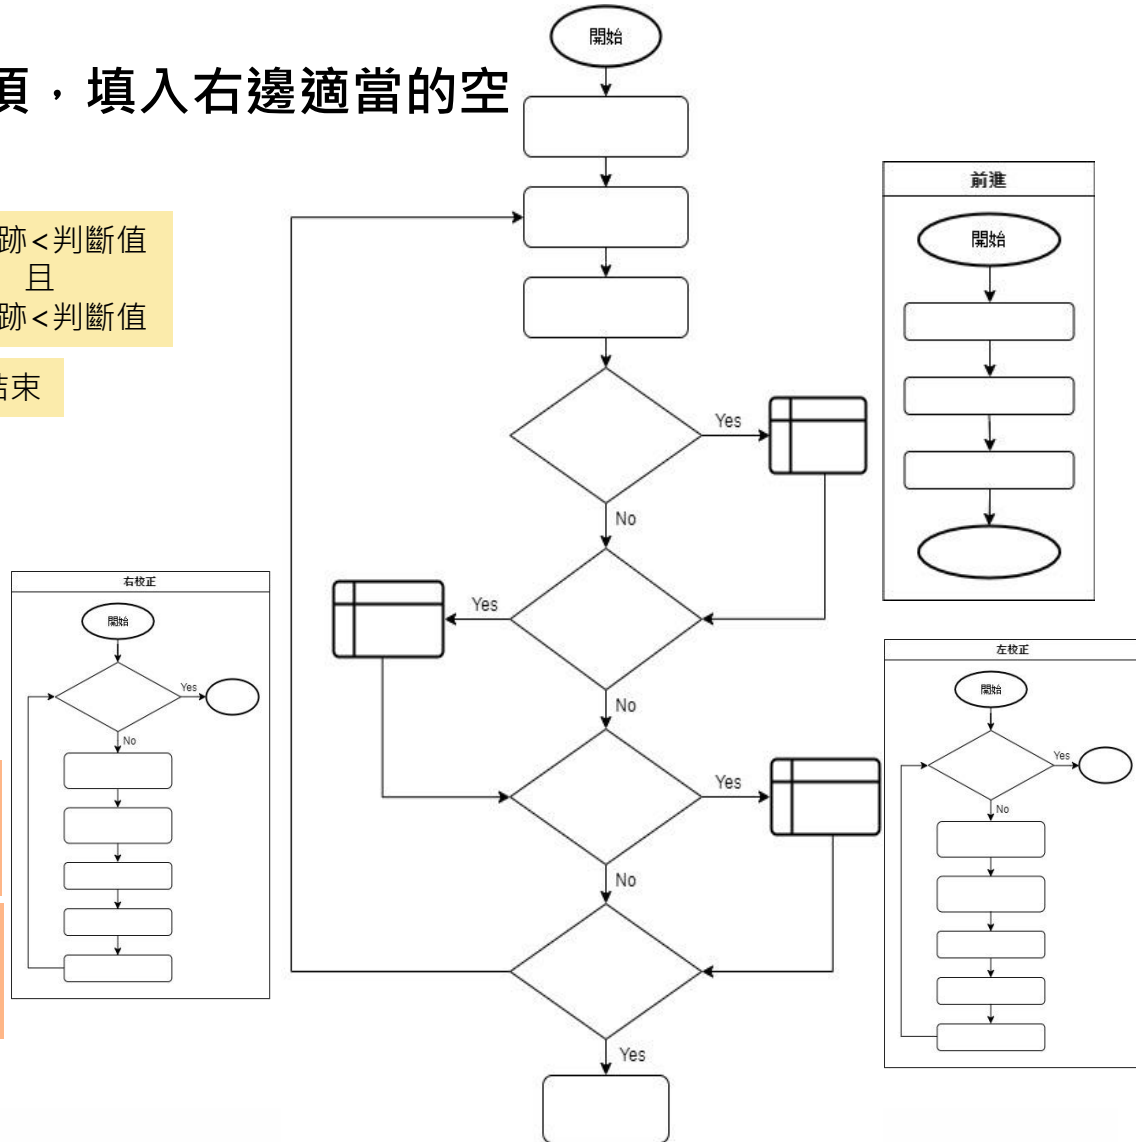 項，填入右邊適當的空
跡<判斷值
且
跡<判斷值
結束
開始
Yes
No
Yes
No
Yes
No
Yes
前進
開始
右校正
開始
Yes
No
左校正
開始
Yes
No